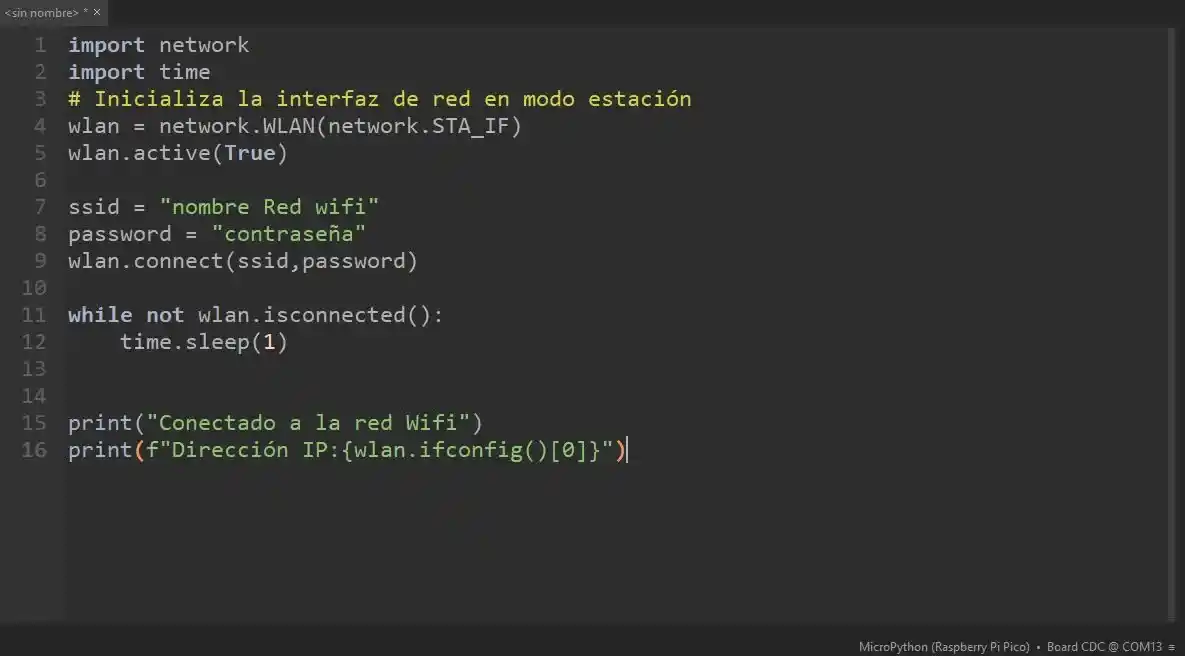 <sin nombre> * ×
1 import network
2 import time
3 # Inicializa la interfaz de red en modo estación
4 wlan = network.WLAN(network.STA_IF)
5 wlan.active(True)
6
7 ssid = "nombre Red wifi"
8 password = "contraseña"
9 wlan.connect(ssid,password)
10
11 while not wlan.isconnected():
12     time.sleep(1)
13
14
15 print("Conectado a la red Wifi")
16 print(f"Dirección IP:{wlan.ifconfig()[0]}")
MicroPython (Raspberry Pi Pico) • Board CDC @ COM13 ≡